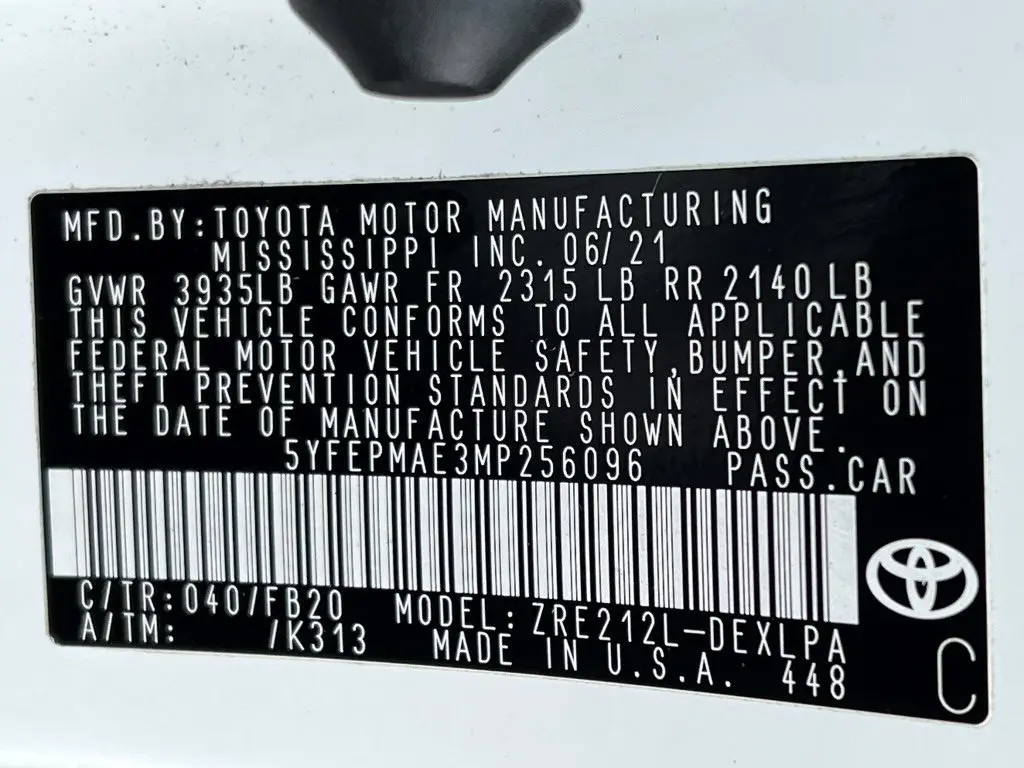 MFD.BY:TOYOTA MOTOR MANUFACTURING
MISSISSIPPI INC. 06/21
GVWR 3935LB GAWR FR 2315 LB RR 2140 LB
THIS VEHICLE CONFORMS TO ALL APPLICABLE
FEDERAL MOTOR VEHICLE SAFETY,BUMPER,AND
THEFT PREVENTION STANDARDS IN EFFECT ON
THE DATE OF MANUFACTURE SHOWN ABOVE.
5YFEPMAE3MP256096 PASS.CAR
C/TR:040/FB20 MODEL:ZRE212L-DEXLPA
A/TM: /K313 MADE IN U.S.A. 448
C